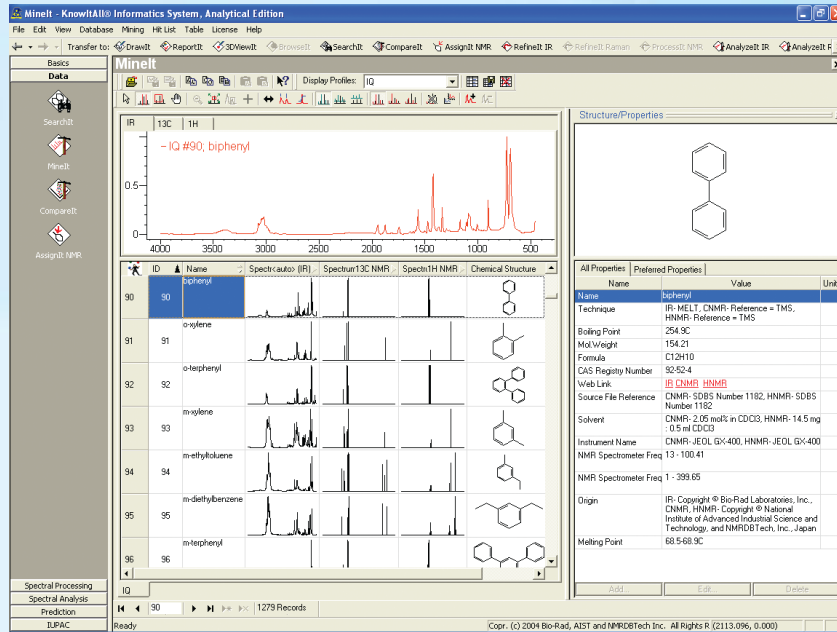 MineIt - KnowItAll® Informatics System, Analytical Edition
File Edit View Database Mining Hit List Table License Help
Transfer to: DrawIt ReportIt 3DViewIt BrowseIt SearchIt CompareIt AssignIt NMR RefineIt IR RefineIt Raman ProcessIt NMR AnalyzeIt IR AnalyzeIt R
Basics
Data
SearchIt
MineIt
CompareIt
AssignIt NMR
Spectral Processing
Spectral Analysis
Prediction
IUPAC
MineIt
Display Profiles: IQ
IR 13C 1H
IQ #90; biphenyl
0.5
0
4000 3500 3000 2500 2000 1500 1000 500
ID Name Spectr<auto> (IR) Spectrum13C NMR Spectru1H NMR Chemical Structure
90 90 biphenyl
91 91 o-xylene
92 92 o-terphenyl
93 93 m-xylene
94 94 m-ethyltoluene
95 95 m-diethylbenzene
96 96 m-terphenyl
IQ
90 1279 Records
Ready
Structure/Properties
All Properties Preferred Properties
Name Value Unit
Name biphenyl
Technique IR- MELT, CNMR- Reference = TMS,
HNMR- Reference = TMS
Boiling Point 254.9C
Mol.Weight 154.21
Formula C12H10
CAS Registry Number 92-52-4
Web Link IR CNMR HNMR
Source File Reference CNMR- SDBS Number 1182, HNMR- SDBS
Number 1182
Solvent CNMR- 2.05 mol% in CDCl3, HNMR- 14.5 mg
: 0.5 ml CDCl3
Instrument Name CNMR- JEOL GX-400, HNMR- JEOL GX-400
NMR Spectrometer Freq 13 - 100.41
NMR Spectrometer Freq 1 - 399.65
Origin IR- Copyright © Bio-Rad Laboratories, Inc.,
CNMR, HNMR- Copyright © National
Institute of Advanced Industrial Science and
Technology, and NMRDBTech, Inc., Japan
Melting Point 68.5-68.9C
Add... Edit... Delete
Copr. (c) 2004 Bio-Rad, AIST and NMRDBTech Inc. All Rights R (2113.096, 0.000)